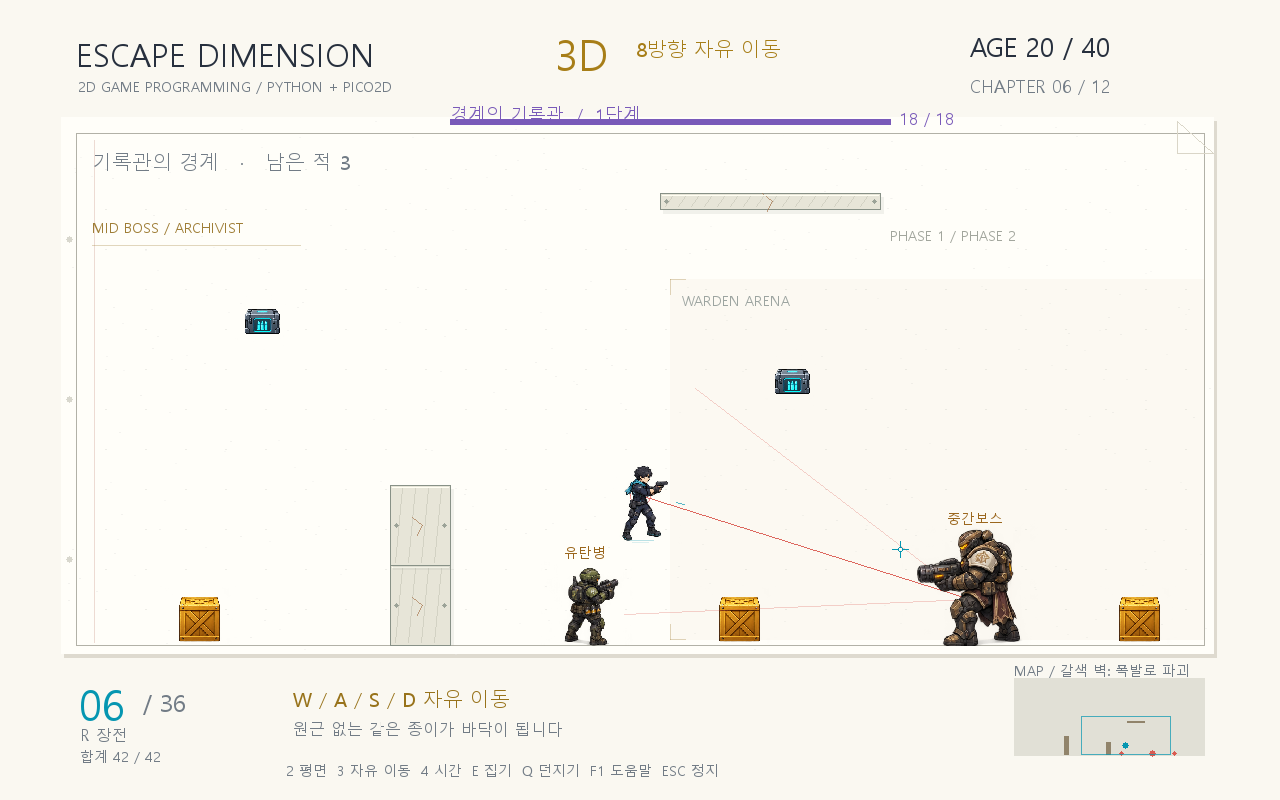 ESCAPE DIMENSION
2D GAME PROGRAMMING / PYTHON + PICO2D
3D 8방향 자유 이동
AGE 20 / 40
CHAPTER 06 / 12
경계의 기록관 / 1단계
18 / 18
기록관의 경계 · 남은 적 3
MID BOSS / ARCHIVIST
PHASE 1 / PHASE 2
WARDEN ARENA
중간보스
유탄병
MAP / 갈색 벽: 폭발로 파괴
06 / 36
R 장전
합계 42 / 42
W / A / S / D 자유 이동
원근 없는 같은 종이가 바닥이 됩니다
2 평면 3 자유 이동 4 시간 E 집기 Q 던지기 F1 도움말 ESC 정지